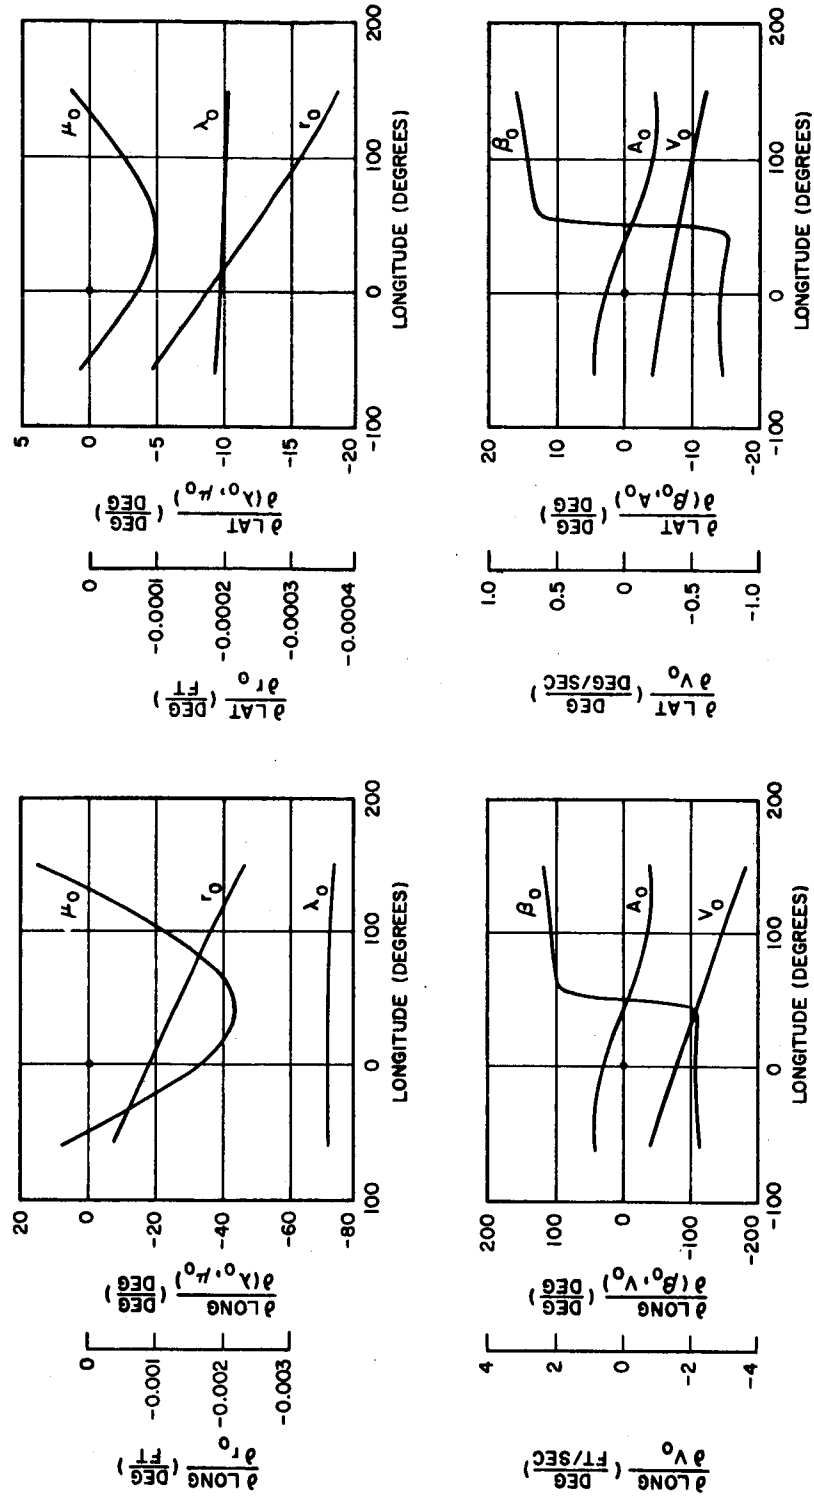 5
0
-5
-10
-15
-20
μ₀
λ₀
r₀
-100 0 100 200
LONGITUDE (DEGREES)
∂ LAT
∂(λ₀, μ₀)
(DEG
DEG)
0
-0.0001
-0.0002
-0.0003
-0.0004
∂ LAT
∂ r₀
(DEG
FT)
20
10
0
-10
-20
β₀
A₀
V₀
-100 0 100 200
LONGITUDE (DEGREES)
∂ LAT
∂(β₀, A₀)
(DEG
DEG)
1.0
0.5
0
-0.5
-1.0
∂ LAT
∂ V₀
(DEG
DEG/SEC)
20
0
-20
-40
-60
-80
μ₀
r₀
λ₀
100 0 100 200
LONGITUDE (DEGREES)
∂ LONG
∂(λ₀, μ₀)
(DEG
DEG)
0
-0.001
-0.002
-0.003
∂ LONG
∂ r₀
(DEG
FT)
200
100
0
-100
-200
β₀
A₀
V₀
-100 0 100 200
LONGITUDE (DEGREES)
∂ LONG
∂(β₀, V₀)
(DEG
DEG)
4
2
0
-2
-4
∂ LONG
∂ V₀
(DEG
FT/SEC)